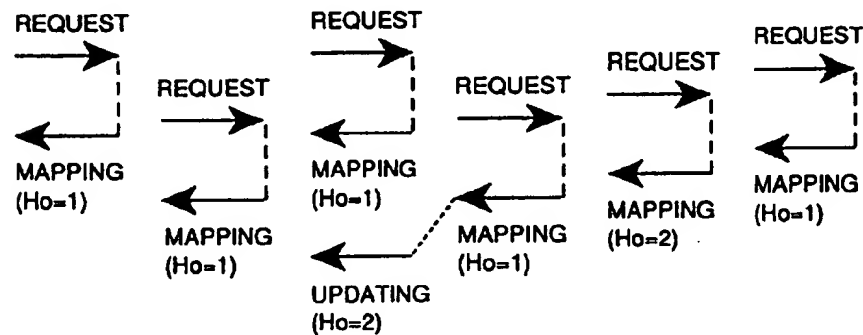 REQUEST
MAPPING
(Ho=1)
REQUEST
MAPPING
(Ho=1)
REQUEST
MAPPING
(Ho=1)
UPDATING
(Ho=2)
REQUEST
MAPPING
(Ho=1)
REQUEST
MAPPING
(Ho=2)
REQUEST
MAPPING
(Ho=1)